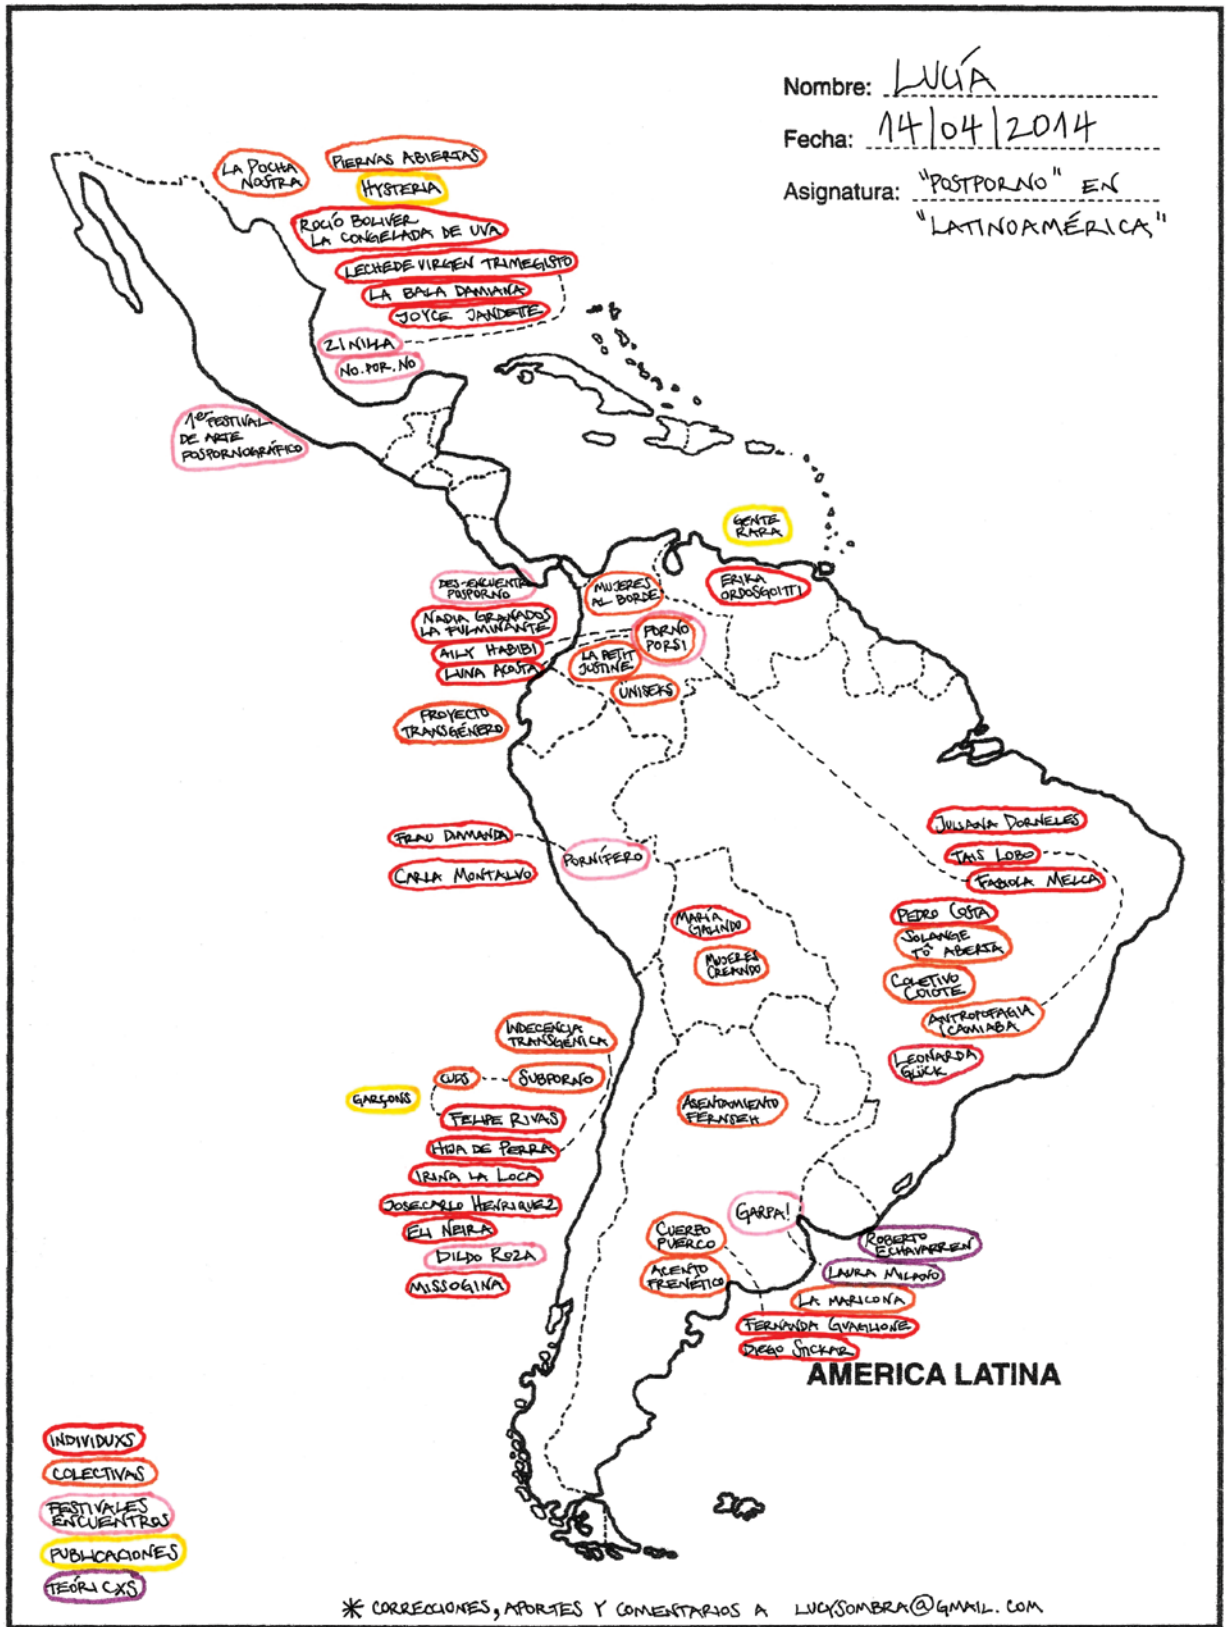 Nombre: LUCÍA
Fecha: 14/04/2014
Asignatura: "POSTPORNO" EN
"LATINOAMÉRICA"
LA POCHA
NOSTRA
PIERNAS ABIERTAS
HYSTERIA
ROCÍO BOLIVER
LA CONGELADA DE UVA
LECHEDE VIRGEN TRIMEGISTO
LA BALA DAMIANA
JOYCE JANDETTE
ZINIHA
NO.POR.NO
1er FESTIVAL
DE ARTE
POSPORNOGRÁFICO
GENTE
RARA
DES-ENCUENTRO
POSPORNO
MUJERES
AL BORDE
ERIKA
ORDOSGOITTI
NADIA GRANADOS
LA FULMINANTE
PORNO
PORSI
AILY HABIBI
LA PETIT
JUSTINE
LUNA ACOSTA
UNISEKS
PROYECTO
TRANSGÉNERO
JULIANA DORNELES
FRAU DIAMANDA
TAIS LOBO
PORNÍFERO
CARLA MONTALVO
FABIOLA MELCA
MARÍA
GALINDO
PEDRO COSTA
SOLANGE
TÔ ABERTA
MUJERES
CREANDO
COLETIVO
COIOTE
ANTROPOFAGIA
ICAMIABA
INDECENCIA
TRANSGÉNICA
LEONARDA
GLÜCK
CUDS
SUBPORNO
GARÇONS
ASENTAMIENTO
FERNSEH
FELIPE RIVAS
HIJA DE PERRA
IRINA LA LOCA
JOSECARLO HENRIQUEZ
GARPA!
ELI NEIRA
CUERPO
PUERCO
ROBERTO
ECHAVARREN
DILDO ROZA
LAURA MILANO
MISSOGINA
ACENTO
FRENÉTICO
LA MARICONA
FERNANDA GUAGLIONE
DIEGO STICKAR
AMERICA LATINA
INDIVIDUXS
COLECTIVAS
FESTIVALES
ENCUENTROS
PUBLICACIONES
TEÓRICXS
* CORRECCIONES, APORTES Y COMENTARIOS A LUCYSOMBRA@GMAIL.COM